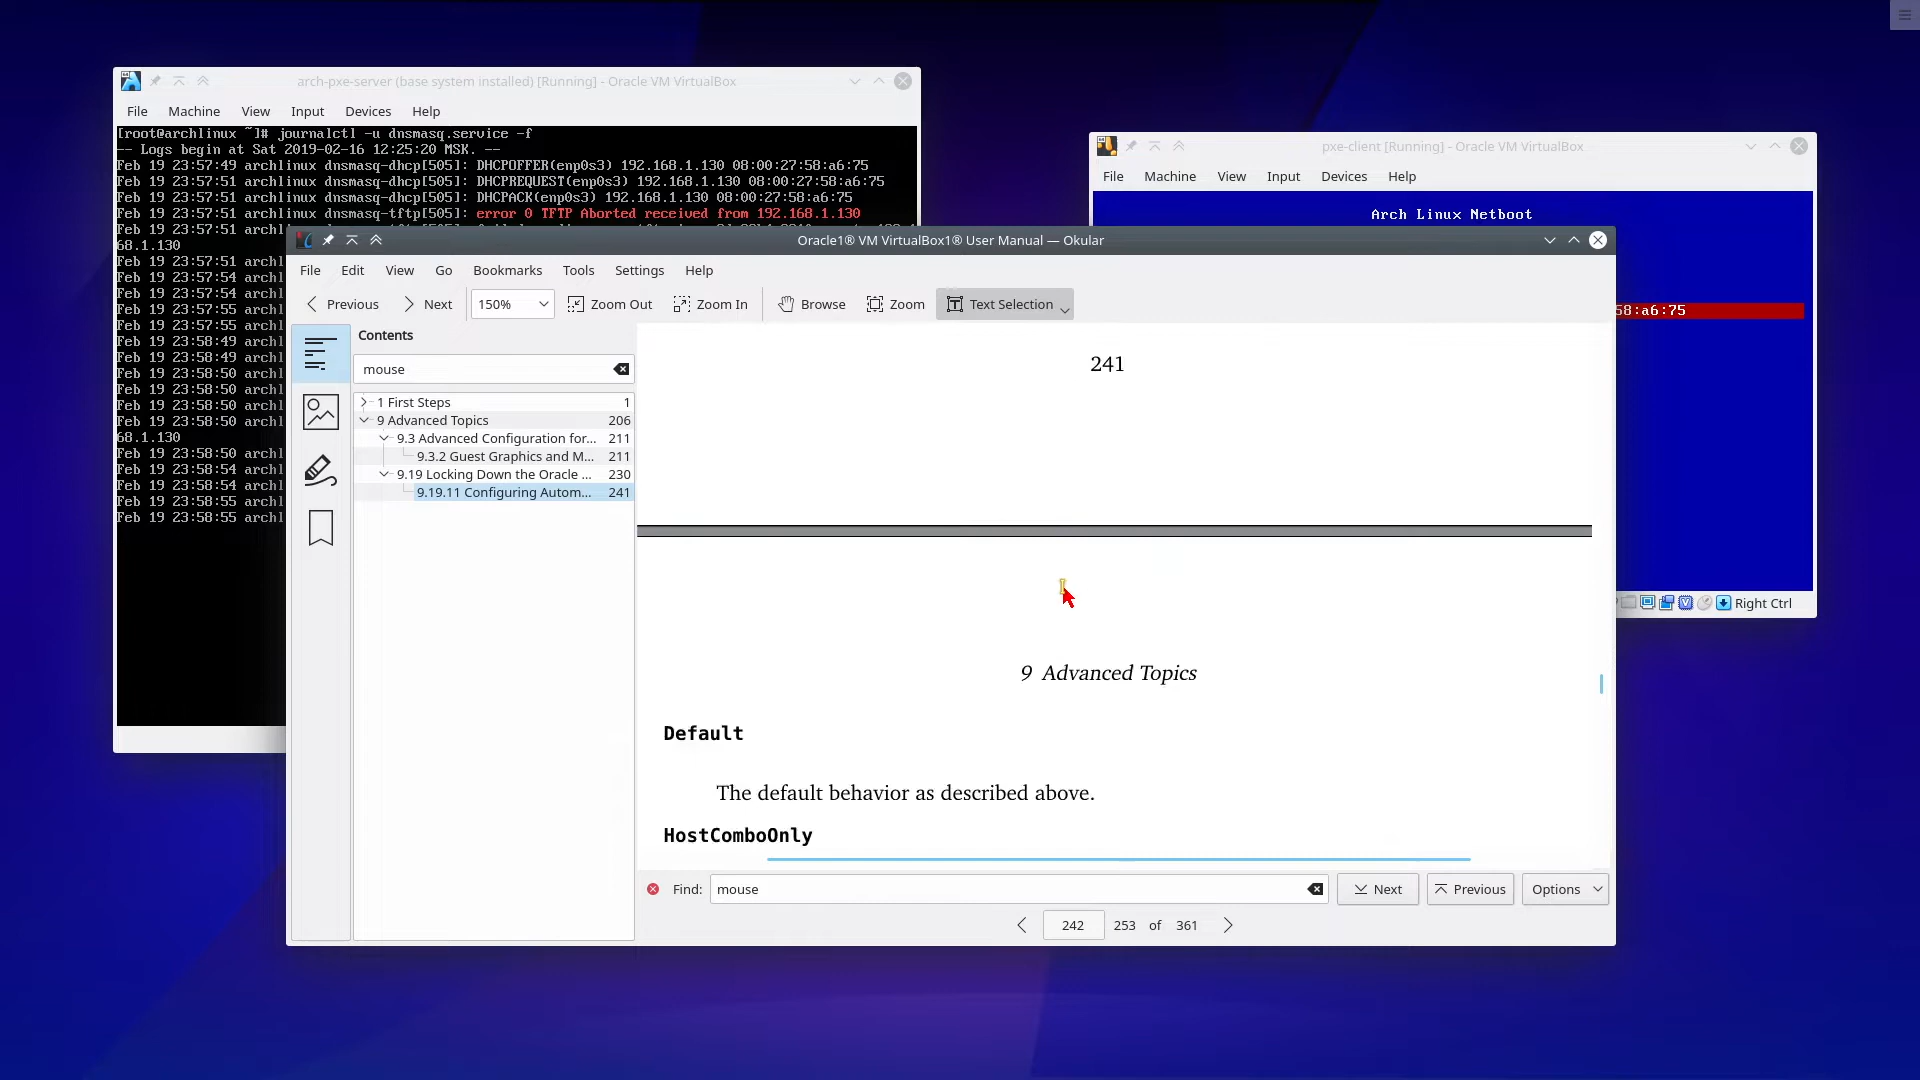 arch-pxe-server (base system installed) [Running] - Oracle VM VirtualBox
File Machine View Input Devices Help
[root@archlinux ~]# journalctl -u dnsmasq.service -f
-- Logs begin at Sat 2019-02-16 12:25:20 MSK. --
Feb 19 23:57:49 archlinux dnsmasq-dhcp[505]: DHCPOFFER(enp0s3) 192.168.1.130 08:00:27:58:a6:75
Feb 19 23:57:51 archlinux dnsmasq-dhcp[505]: DHCPREQUEST(enp0s3) 192.168.1.130 08:00:27:58:a6:75
Feb 19 23:57:51 archlinux dnsmasq-dhcp[505]: DHCPACK(enp0s3) 192.168.1.130 08:00:27:58:a6:75
Feb 19 23:57:51 archlinux dnsmasq-tftp[505]: error 0 TFTP Aborted received from 192.168.1.130
Feb 19 23:57:51 archlinux dnsmasq-tftp[505]:
68.1.130
Feb 19 23:57:51 archl
Feb 19 23:57:54 archl
Feb 19 23:57:54 archl
Feb 19 23:57:55 archl
Feb 19 23:57:55 archl
Feb 19 23:58:49 archl
Feb 19 23:58:49 archl
Feb 19 23:58:50 archl
Feb 19 23:58:50 archl
Feb 19 23:58:50 archl
Feb 19 23:58:50 archl
68.1.130
Feb 19 23:58:50 archl
Feb 19 23:58:54 archl
Feb 19 23:58:54 archl
Feb 19 23:58:55 archl
Feb 19 23:58:55 archl
pxe-client [Running] - Oracle VM VirtualBox
File Machine View Input Devices Help
Arch Linux Netboot
58:a6:75
Right Ctrl
Oracle1® VM VirtualBox1® User Manual — Okular
File Edit View Go Bookmarks Tools Settings Help
Previous Next 150% Zoom Out Zoom In Browse Zoom Text Selection
Contents
mouse
1 First Steps 1
9 Advanced Topics 206
9.3 Advanced Configuration for... 211
9.3.2 Guest Graphics and M... 211
9.19 Locking Down the Oracle ... 230
9.19.11 Configuring Autom... 241
241
9 Advanced Topics
Default
The default behavior as described above.
HostComboOnly
Find: mouse Next Previous Options
242 253 of 361